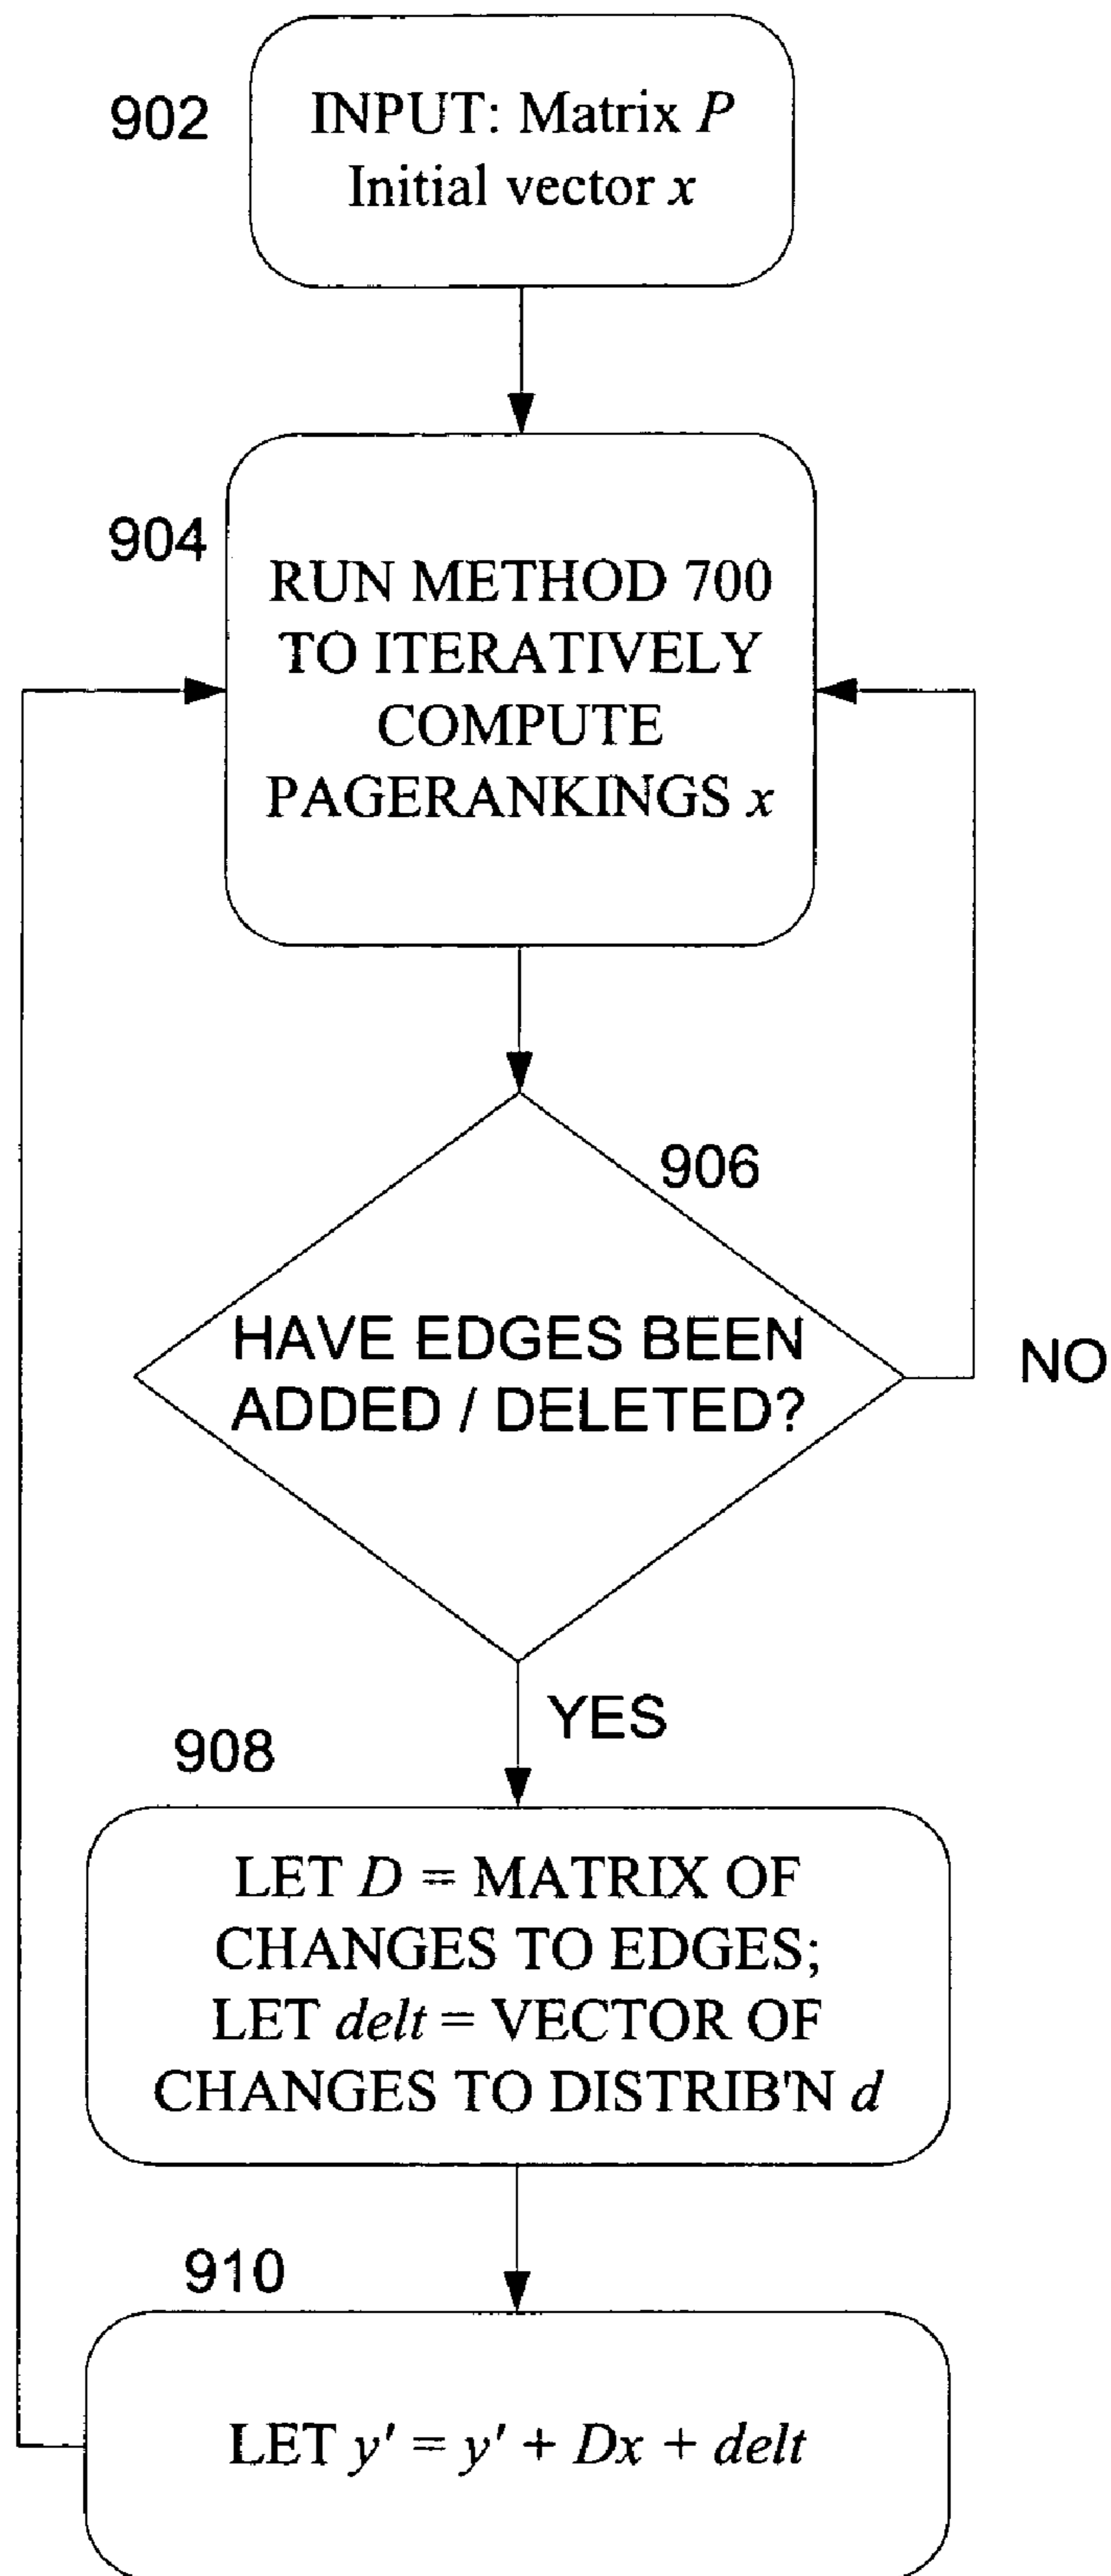 902
INPUT: Matrix P
Initial vector x
904
RUN METHOD 700
TO ITERATIVELY
COMPUTE
PAGERANKINGS x
906
HAVE EDGES BEEN
ADDED / DELETED?
NO
YES
908
LET D = MATRIX OF
CHANGES TO EDGES;
LET delt = VECTOR OF
CHANGES TO DISTRIB'N d
910
LET y' = y' + Dx + delt